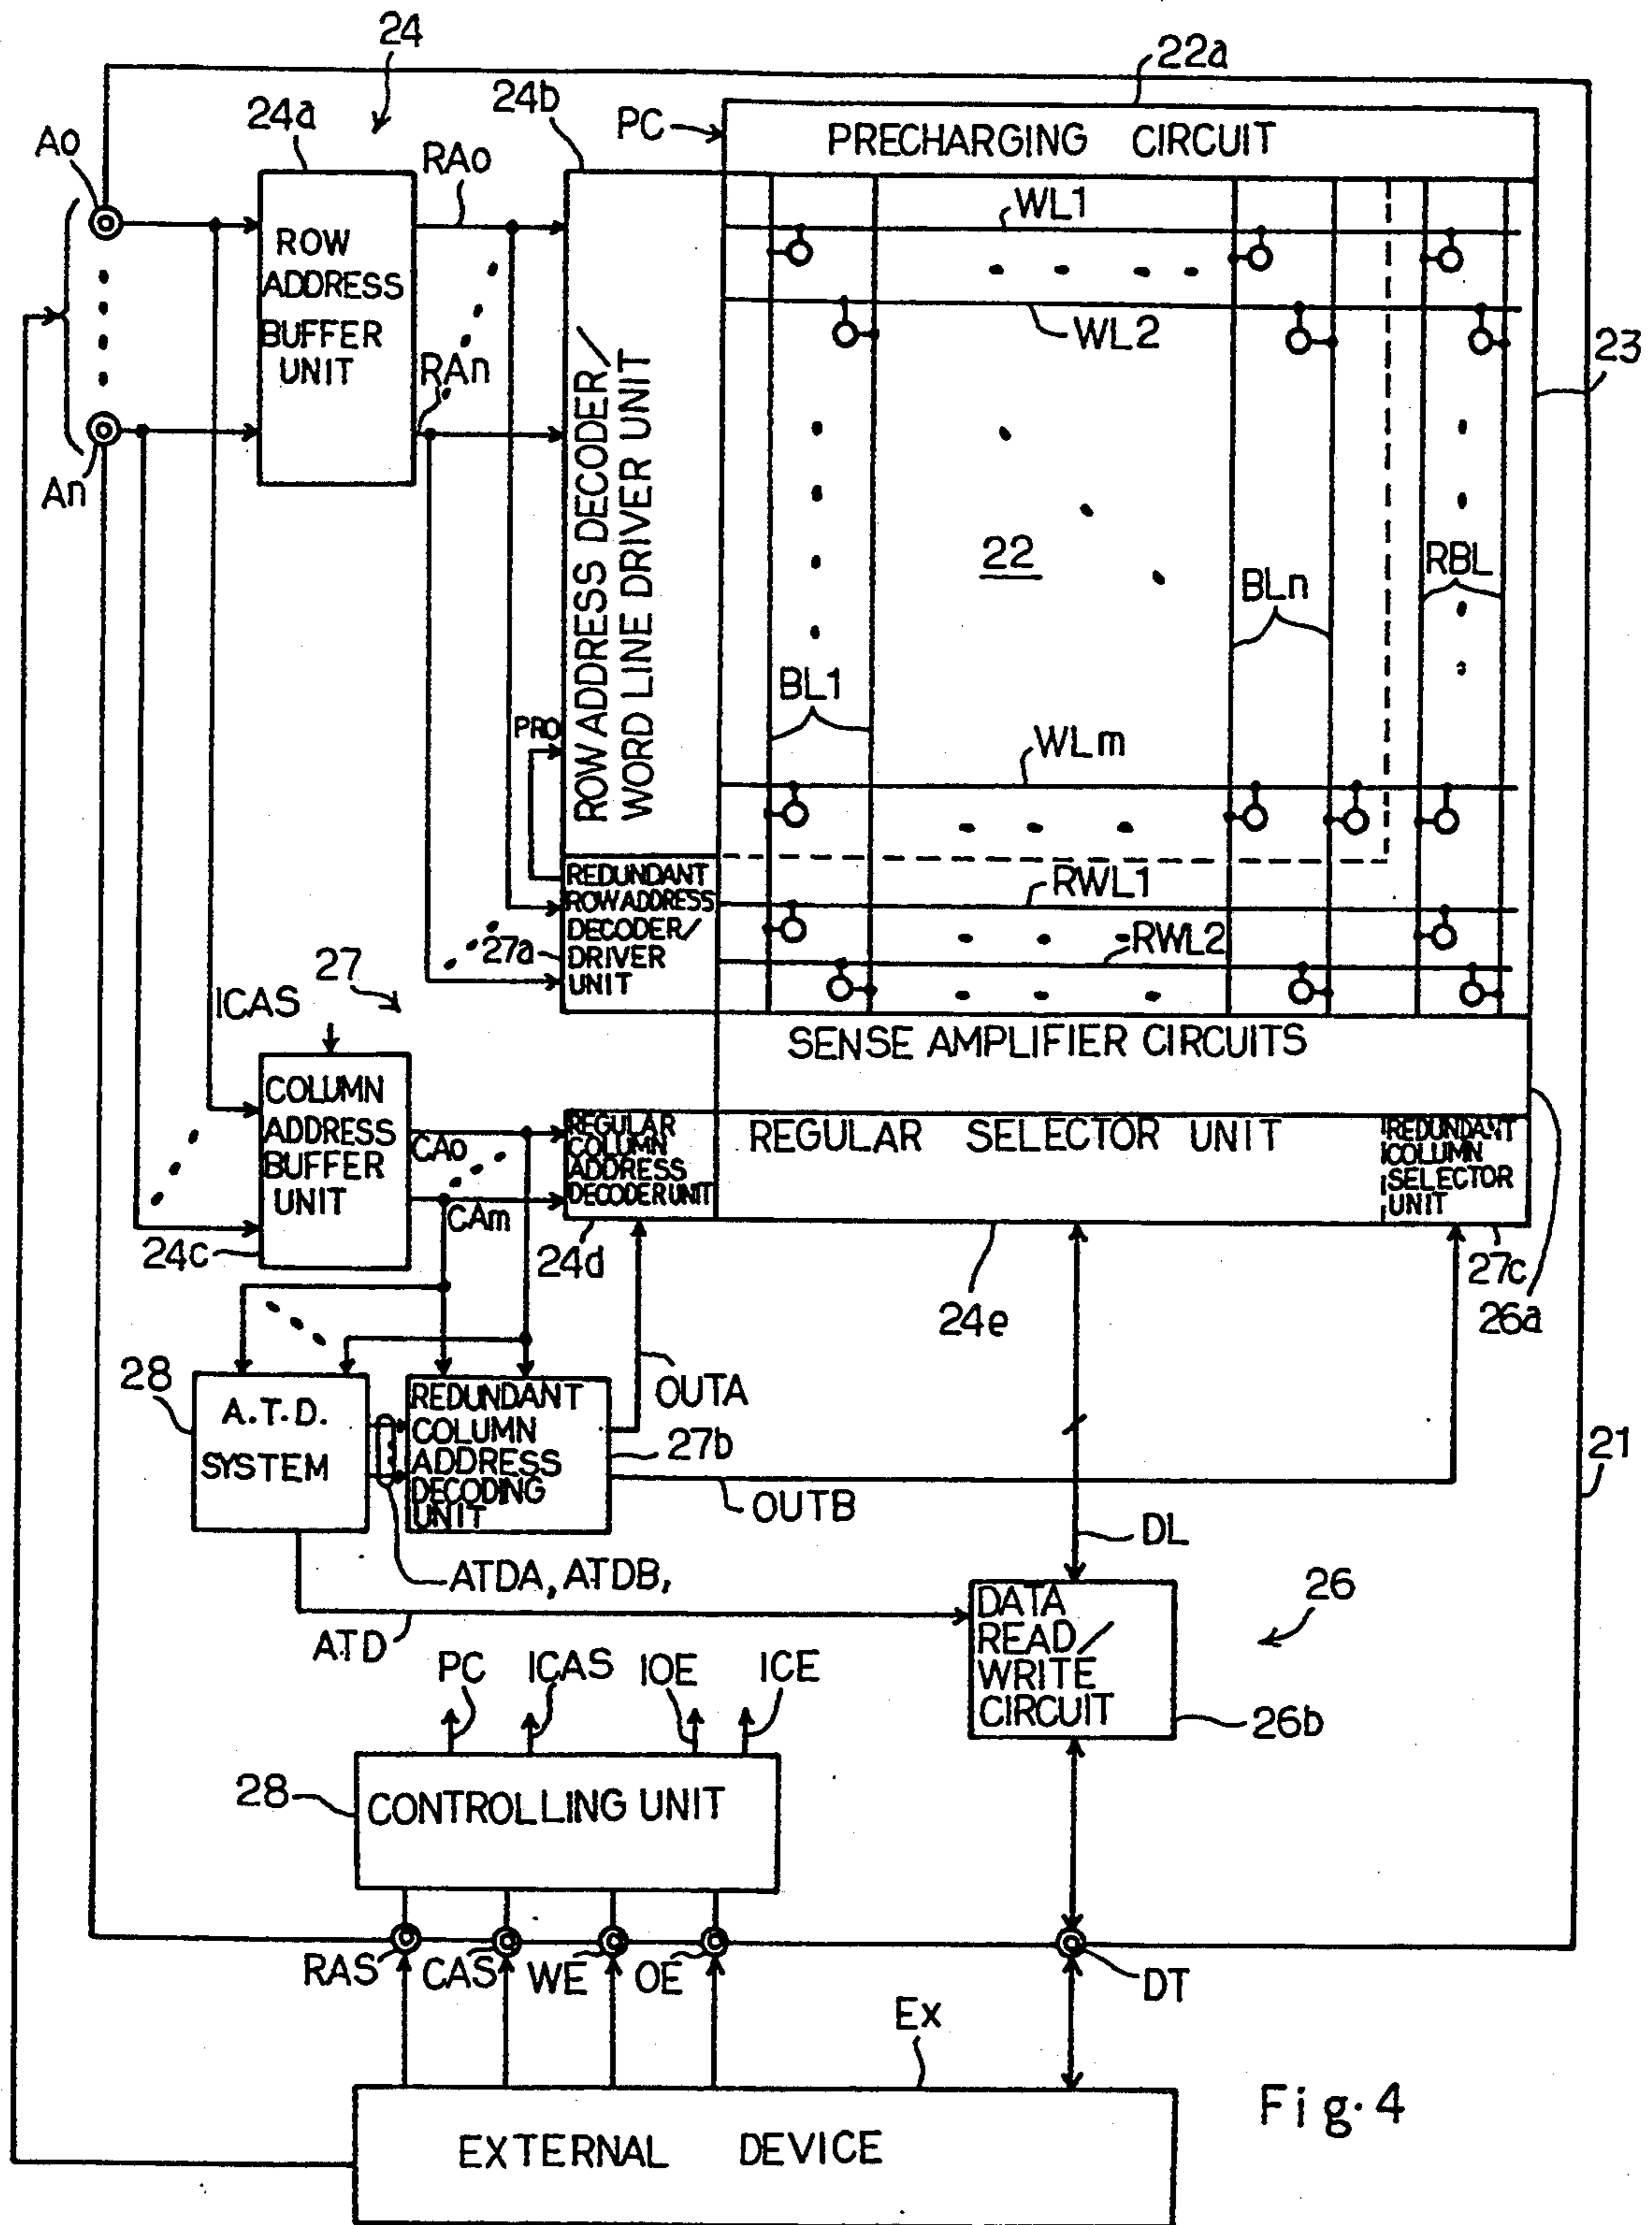 24
22a
24a
24b
PC
PRECHARGING CIRCUIT
Ao
RAo
WL1
ROW
ADDRESS
BUFFER
UNIT
WL2
23
RAn
An
ROW ADDRESS DECODER/
WORD LINE DRIVER UNIT
22
RBL
BLn
BL1
PRO
WLm
REDUNDANT
ROW ADDRESS
DECODER/
DRIVER
UNIT
27a
RWL1
RWL2
27
ICAS
SENSE AMPLIFIER CIRCUITS
COLUMN
ADDRESS
BUFFER
UNIT
CAo
CAm
REGULAR
COLUMN
ADDRESS
DECODER UNIT
REGULAR SELECTOR UNIT
REDUNDANT
COLUMN
SELECTOR
UNIT
24c
24d
24e
27c
26a
28
A.T.D.
SYSTEM
REDUNDANT
COLUMN
ADDRESS
DECODING
UNIT
OUTA
27b
OUTB
21
DL
ATDA, ATDB,
ATD
DATA
READ/
WRITE
CIRCUIT
26
26b
PC
ICAS
IOE
ICE
28
CONTROLLING UNIT
RAS
CAS
WE
OE
DT
Ex
EXTERNAL DEVICE
Fig.4